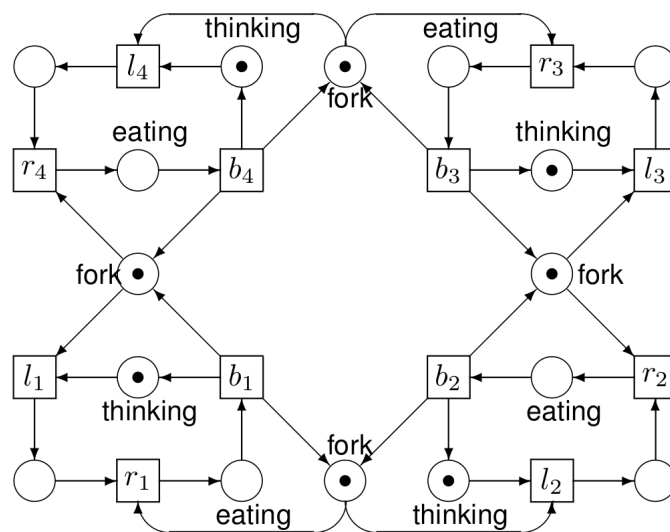 thinking eating
l₄ r₃
fork
eating thinking
r₄ b₄ b₃ l₃
fork fork
l₁ b₁ b₂ r₂
thinking eating
fork
r₁ l₂
eating thinking